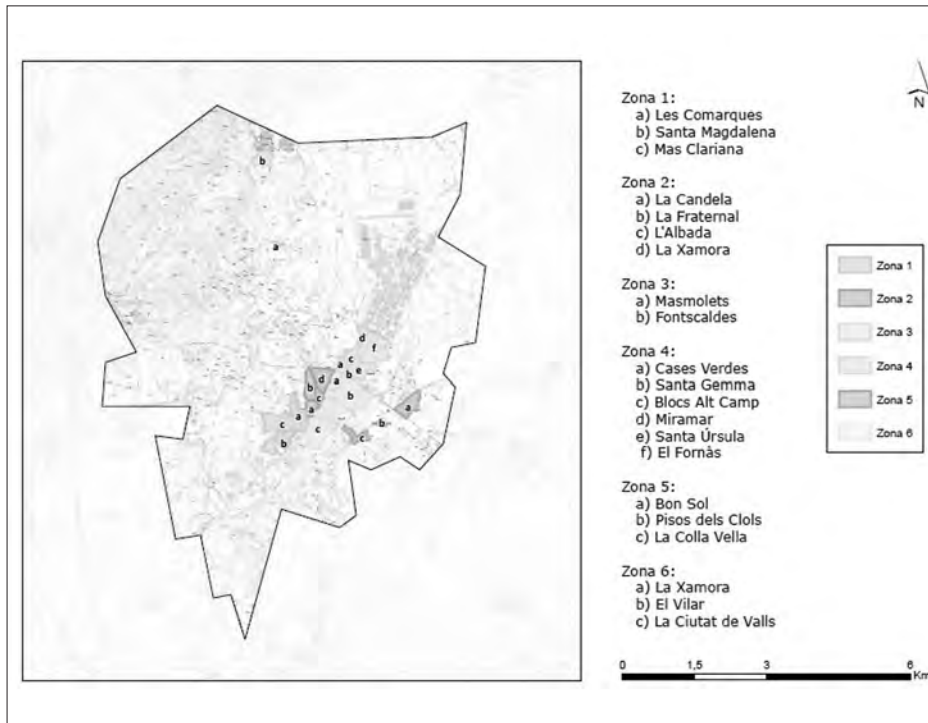 b
a
d
c
f
a
e
b
b
d
a
b
c
b
a
a
a
b
c
c
c
b
N
Zona 1:
a) Les Comarques
b) Santa Magdalena
c) Mas Clariana
Zona 2:
a) La Candela
b) La Fraternal
c) L'Albada
d) La Xamora
Zona 3:
a) Masmolets
b) Fontscaldes
Zona 4:
a) Cases Verdes
b) Santa Gemma
c) Blocs Alt Camp
d) Miramar
e) Santa Úrsula
f) El Fornàs
Zona 5:
a) Bon Sol
b) Pisos dels Clols
c) La Colla Vella
Zona 6:
a) La Xamora
b) El Vilar
c) La Ciutat de Valls
Zona 1
Zona 2
Zona 3
Zona 4
Zona 5
Zona 6
0 1,5 3 6
Km